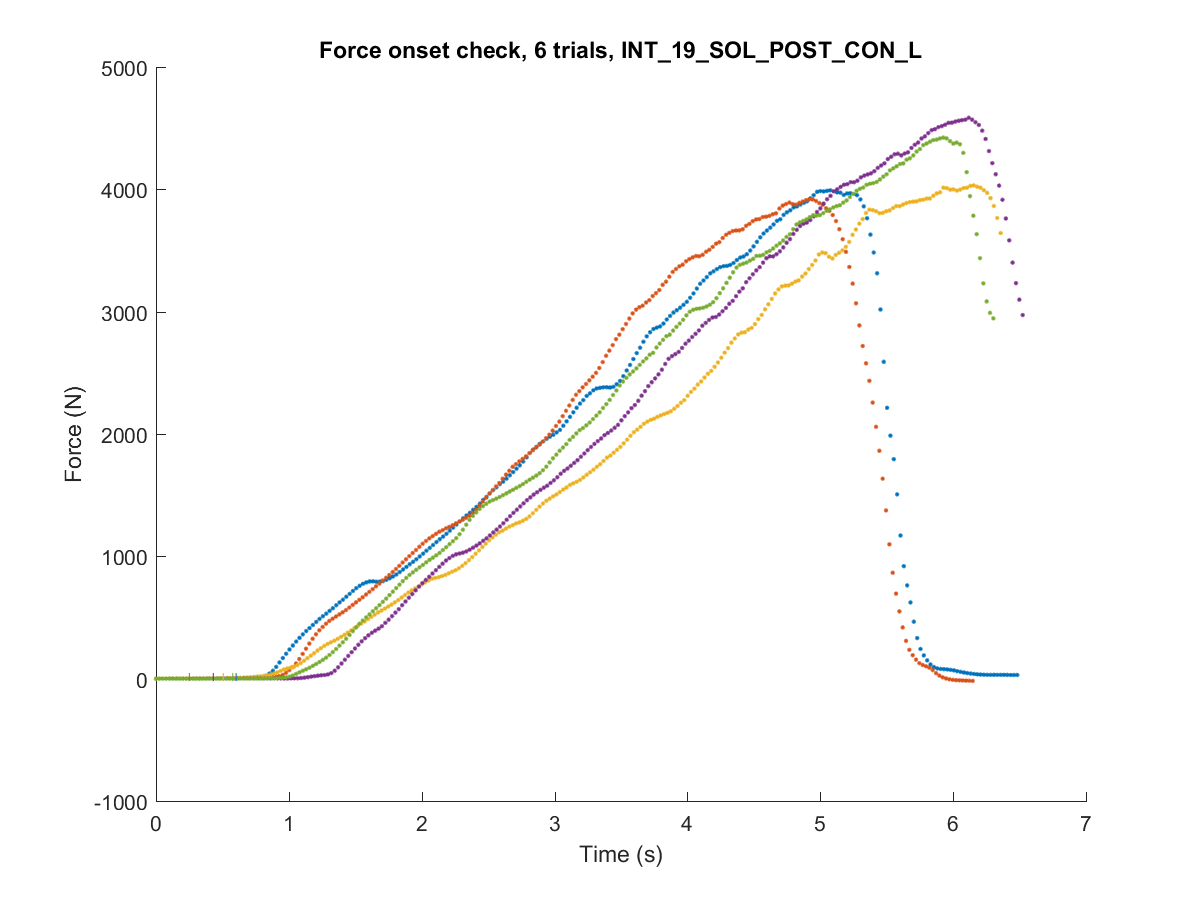 Force onset check, 6 trials, INT_19_SOL_POST_CON_L
5000
4000
3000
2000
1000
0
-1000
Force (N)
0 1 2 3 4 5 6 7
Time (s)